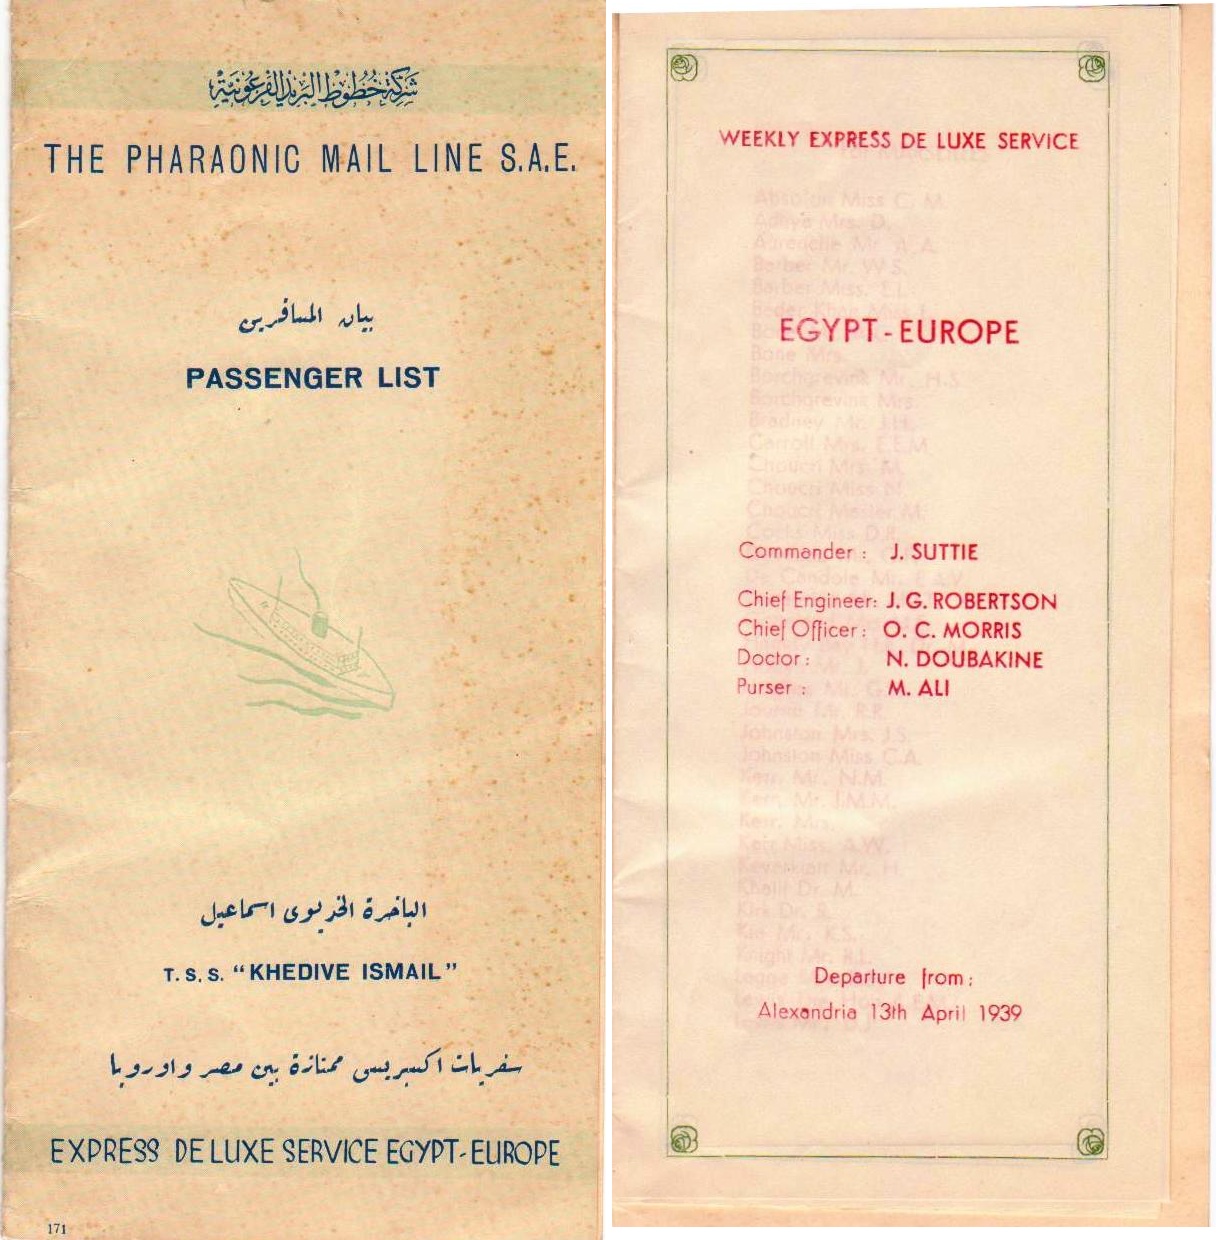 شركة خطوط البريد الفرعونية
THE PHARAONIC MAIL LINE S.A.E.
بيان المسافرين
PASSENGER LIST
الباخرة الخديوى اسماعيل
T.S.S. "KHEDIVE ISMAIL"
سفريات اكسبريس ممتازة بين مصر واوروبا
EXPRESS DE LUXE SERVICE EGYPT-EUROPE
171
WEEKLY EXPRESS DE LUXE SERVICE
EGYPT-EUROPE
Commander : J. SUTTIE
Chief Engineer: J. G. ROBERTSON
Chief Officer : O. C. MORRIS
Doctor : N. DOUBAKINE
Purser : M. ALI
Departure from :
Alexandria 13th April 1939